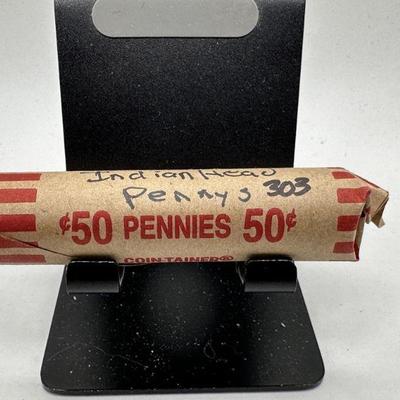 Indian Head
Pennys 303
¢50 PENNIES 50¢
COIN-TAINER®